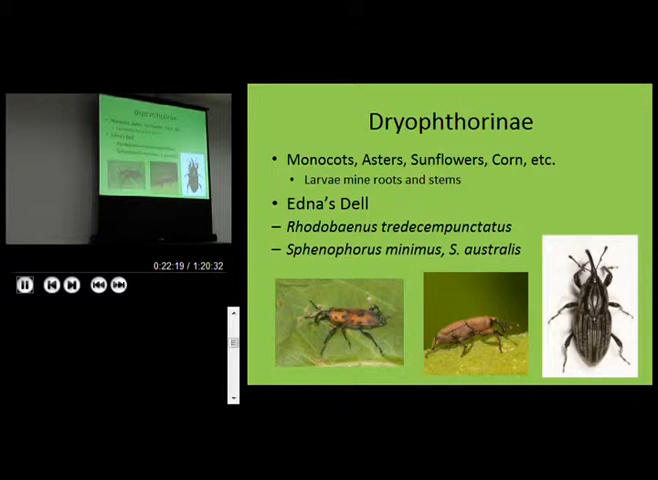 Dryophthorinae
• Monocots, Asters, Sunflowers, Corn, etc.
• Larvae mine roots and stems
• Edna's Dell
– Rhodobaenus tredecempunctatus
– Sphenophorus minimus, S. australis
0:22:19 / 1:20:32